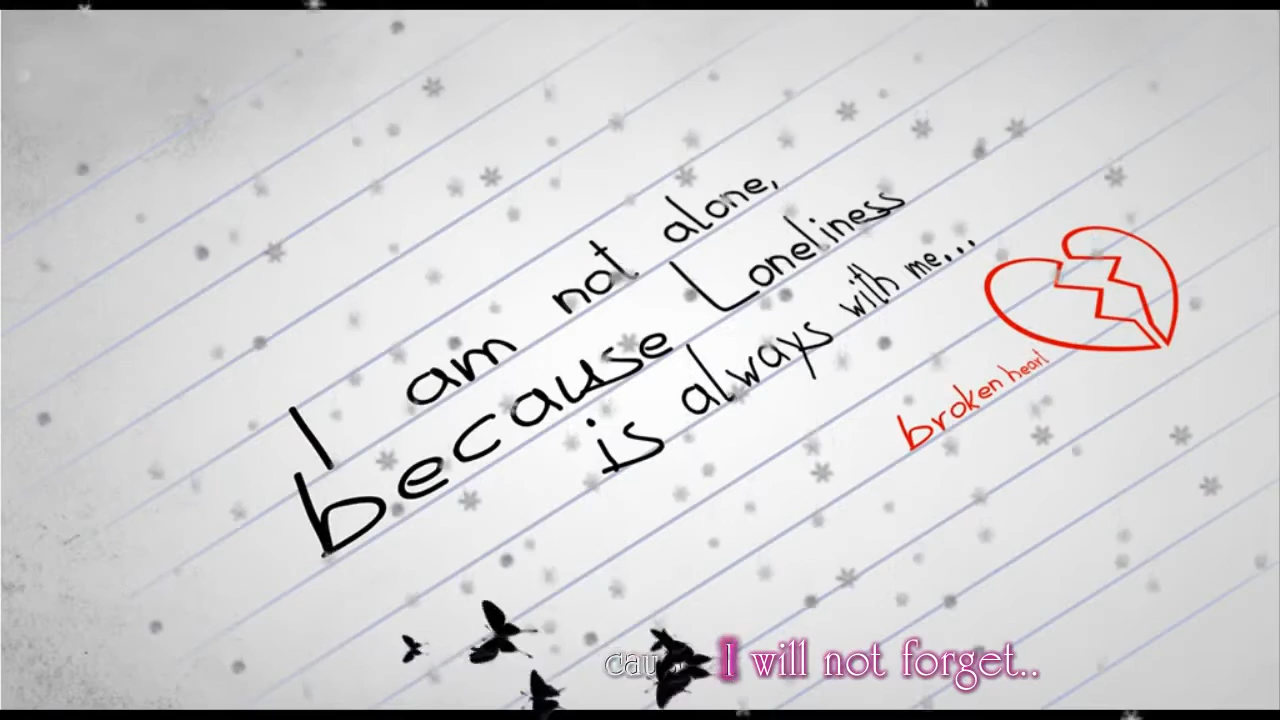 I am not alone,
because Loneliness
is always with me...
broken heart
I will not forget..